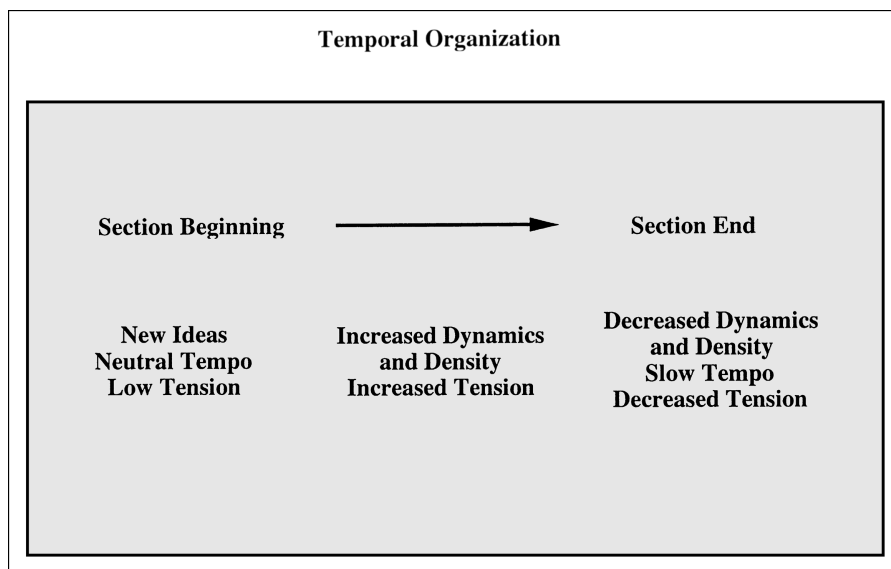 Temporal Organization
Section Beginning
Section End
New Ideas
Neutral Tempo
Low Tension
Increased Dynamics
and Density
Increased Tension
Decreased Dynamics
and Density
Slow Tempo
Decreased Tension